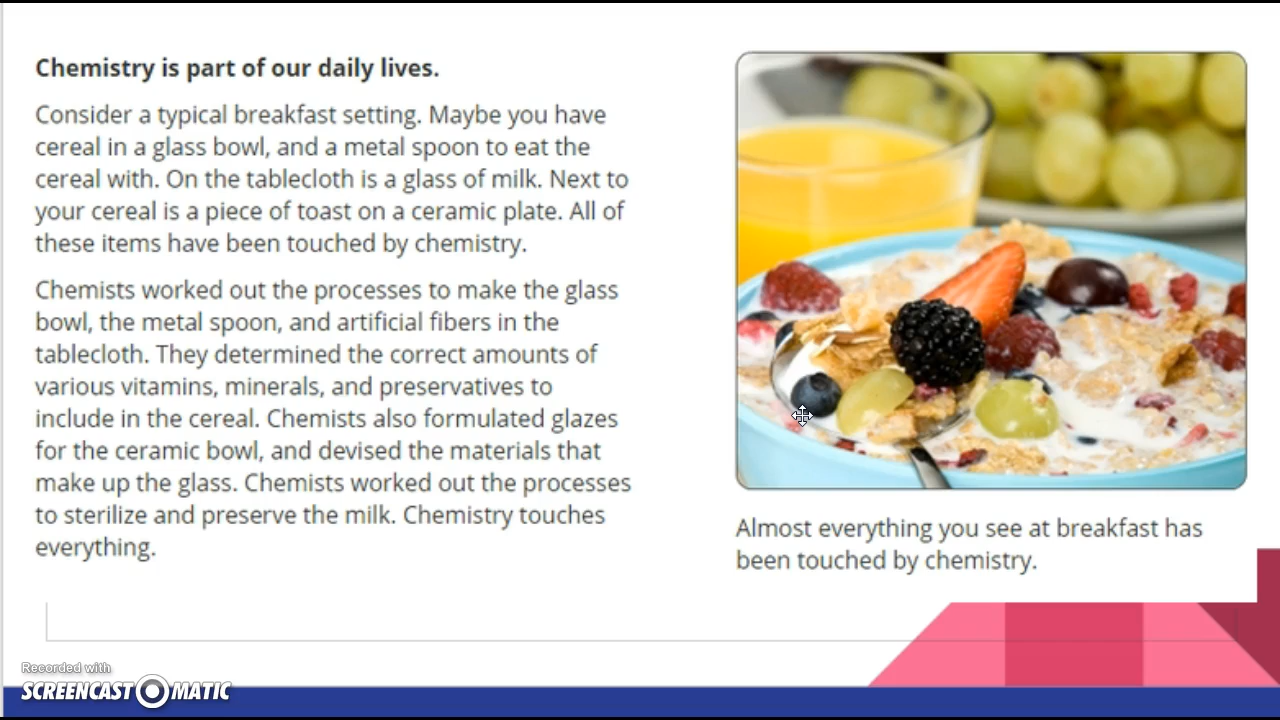 Chemistry is part of our daily lives.
Consider a typical breakfast setting. Maybe you have
cereal in a glass bowl, and a metal spoon to eat the
cereal with. On the tablecloth is a glass of milk. Next to
your cereal is a piece of toast on a ceramic plate. All of
these items have been touched by chemistry.
Chemists worked out the processes to make the glass
bowl, the metal spoon, and artificial fibers in the
tablecloth. They determined the correct amounts of
various vitamins, minerals, and preservatives to
include in the cereal. Chemists also formulated glazes
for the ceramic bowl, and devised the materials that
make up the glass. Chemists worked out the processes
to sterilize and preserve the milk. Chemistry touches
everything.
Almost everything you see at breakfast has
been touched by chemistry.
Recorded with
SCREENCAST-O-MATIC